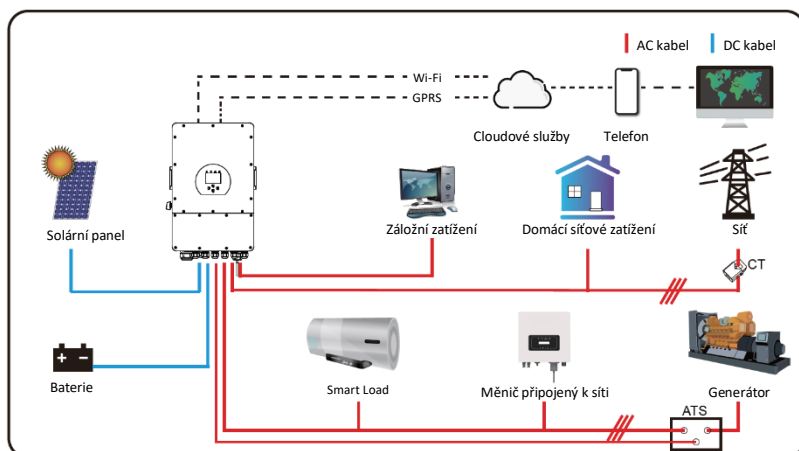 AC kabel
DC kabel
Wi-Fi
GPRS
Cloudové služby
Telefon
Solární panel
Záložní zatížení
Domácí síťové zatížení
Síť
CT
Baterie
Smart Load
Měnič připojený k síti
Generátor
ATS